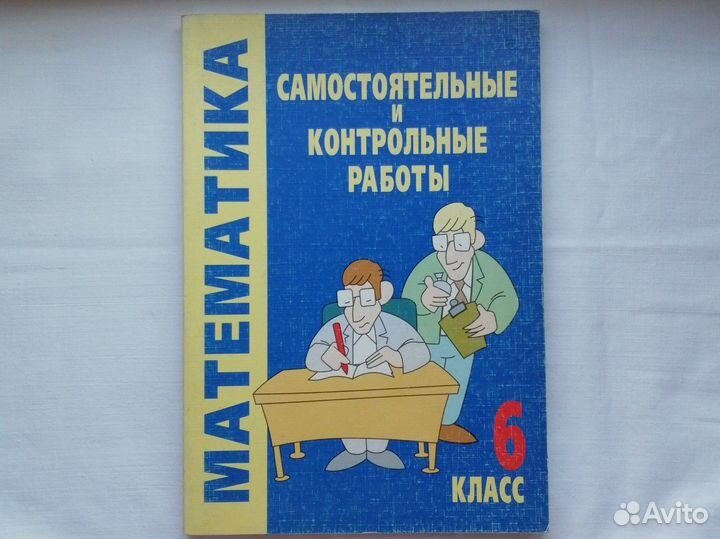 МАТЕМАТИКА
САМОСТОЯТЕЛЬНЫЕ
И
КОНТРОЛЬНЫЕ
РАБОТЫ
6
КЛАСС
Avito